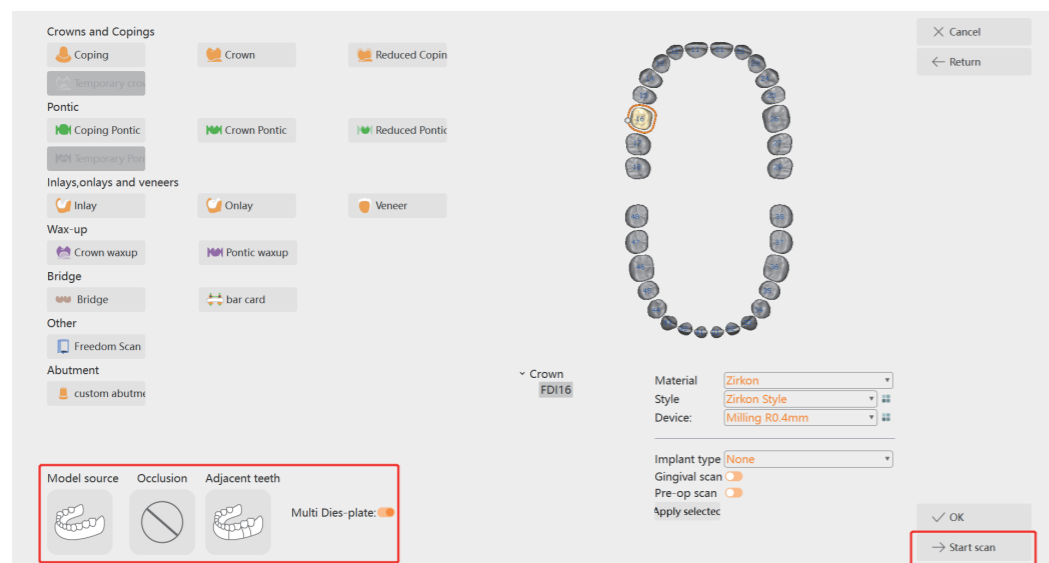 Crowns and Copings
Coping
Crown
Reduced Copin
Temporary crow
Pontic
Coping Pontic
Crown Pontic
Reduced Pontic
Temporary Pon
Inlays,onlays and veneers
Inlay
Onlay
Veneer
Wax-up
Crown waxup
Pontic waxup
Bridge
Bridge
bar card
Other
Freedom Scan
Abutment
custom abutme
Model source
Occlusion
Adjacent teeth
Multi Dies-plate:
16
Crown
FDI16
Material
Zirkon
Style
Zirkon Style
Device:
Milling R0.4mm
Implant type
None
Gingival scan
Pre-op scan
Apply selected
Cancel
Return
OK
Start scan